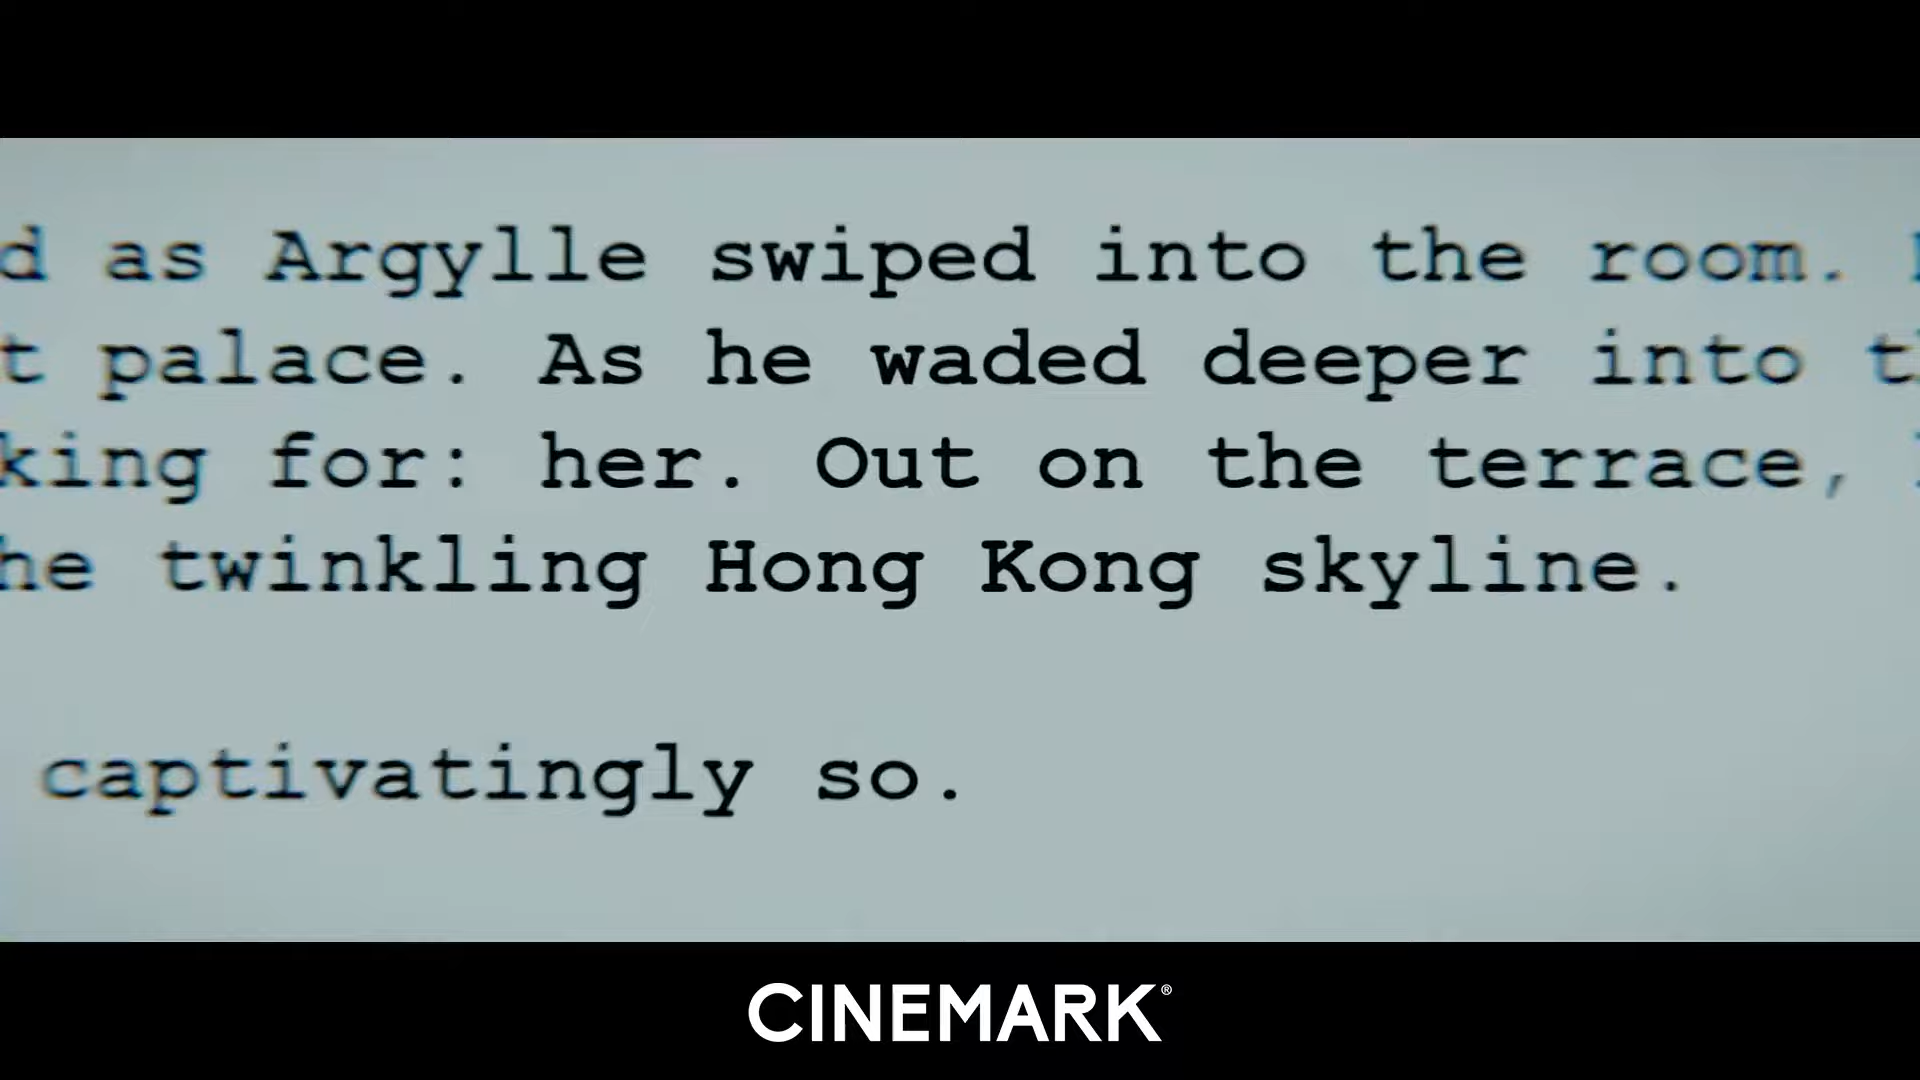 d as Argylle swiped into the room.
t palace. As he waded deeper into t
king for: her. Out on the terrace,
he twinkling Hong Kong skyline.
captivatingly so.
CINEMARK®